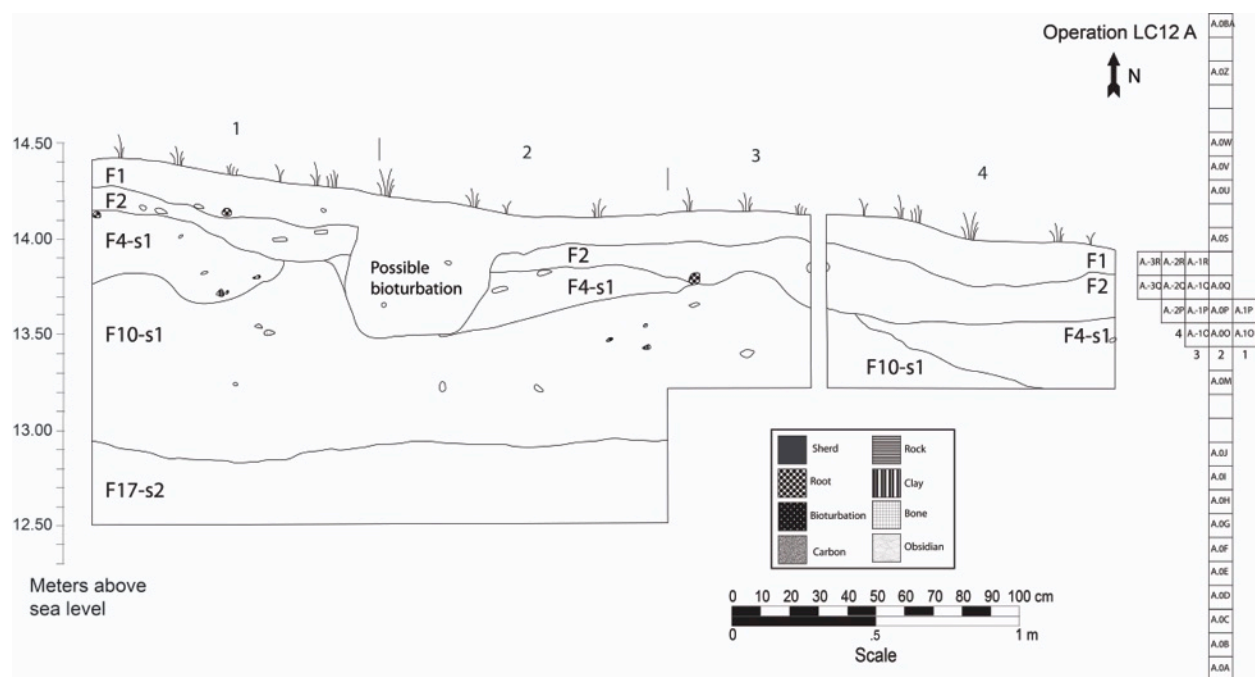 Operation LC12 A
N
1
2
3
4
14.50
14.00
13.50
13.00
12.50
Meters above
sea level
F1
F2
F4-s1
F10-s1
F17-s2
Possible
bioturbation
F2
F4-s1
F1
F2
F4-s1
F10-s1
Sherd
Rock
Root
Clay
Bioturbation
Bone
Carbon
Obsidian
0 10 20 30 40 50 60 70 80 90 100 cm
0 .5 1 m
Scale
A.0BA
A.0Z
A.0W
A.0V
A.0U
A.0S
A.-3R A.-2R A.-1R
A.-3Q A.-2Q A.-1Q A.0Q
A.-2P A.-1P A.0P A.1P
4 A.-1O A.0O A.1O
3 2 1
A.0M
A.0J
A.0I
A.0H
A.0G
A.0F
A.0E
A.0D
A.0C
A.0B
A.0A